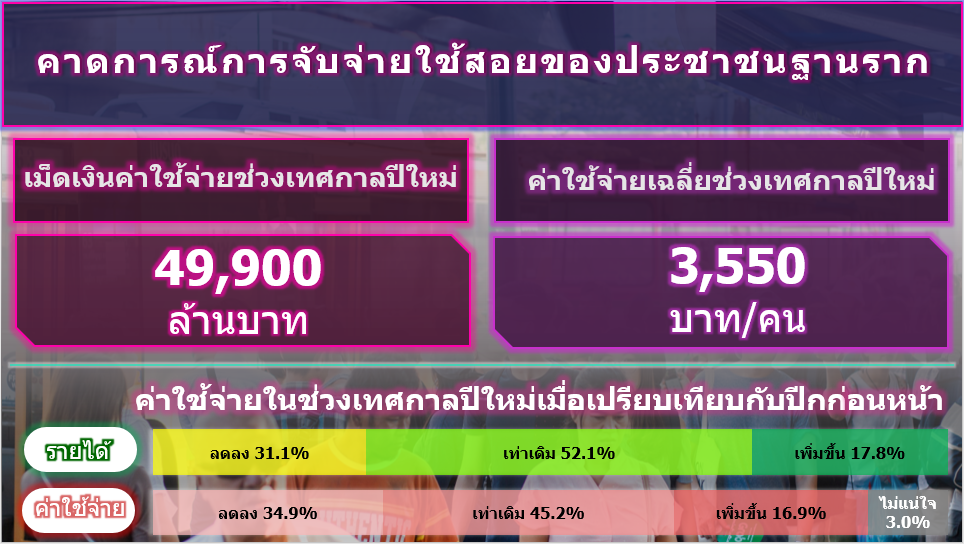 คาดการณ์การจับจ่ายใช้สอยของประชาชนฐานราก
เม็ดเงินค่าใช้จ่ายช่วงเทศกาลปีใหม่
ค่าใช้จ่ายเฉลี่ยช่วงเทศกาลปีใหม่
49,900
ล้านบาท
3,550
บาท/คน
ค่าใช้จ่ายในช่วงเทศกาลปีใหม่เมื่อเปรียบเทียบกับปีกก่อนหน้า
รายได้
ลดลง 31.1%
เท่าเดิม 52.1%
เพิ่มขึ้น 17.8%
ค่าใช้จ่าย
ลดลง 34.9%
เท่าเดิม 45.2%
เพิ่มขึ้น 16.9%
ไม่แน่ใจ
3.0%